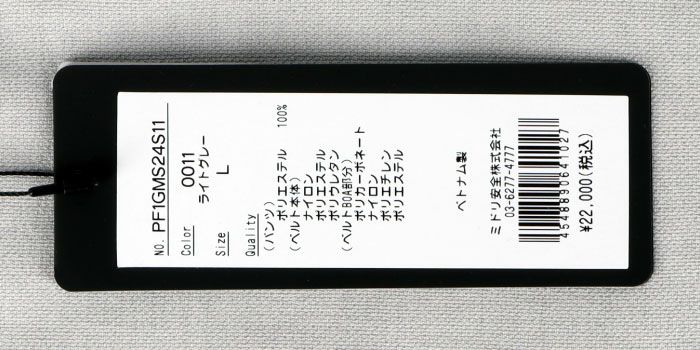 NO. PF1GMS24S11
Color 0011
ライトグレー
Size L
Quality
(パンツ)
ポリエステル 100%
(ベルト本体)
ナイロン
ポリエステル
ポリウレタン
(ベルトBOA部分)
ポリカーボネート
ナイロン
ポリエチレン
ポリエステル
ベトナム製
ミドリ安全株式会社
03-6277-4777
4548890641027
¥22,000(税込)